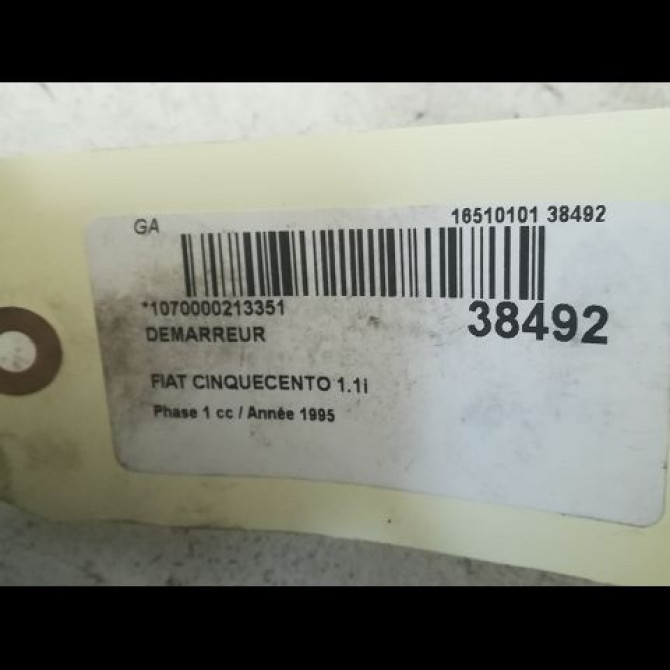 GA
16510101 38492
*1070000213351
38492
DEMARREUR
FIAT CINQUECENTO 1.1i
Phase 1 cc / Année 1995